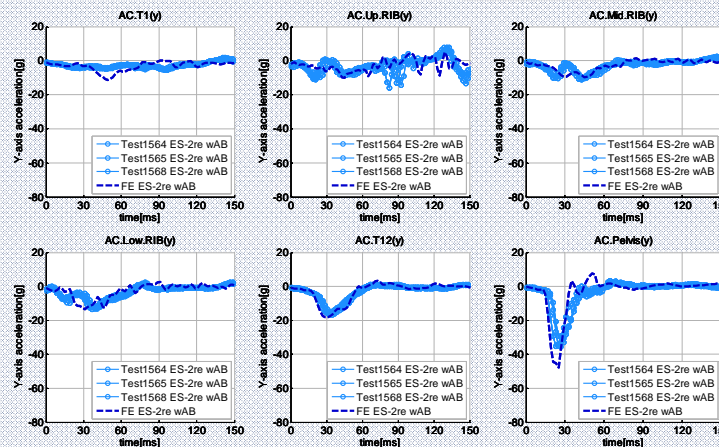 AC.T1(y)
AC.Up.RIB(y)
AC.Mid.RIB(y)
Y-axis acceleration[g]
20
0
-20
-40
-60
-80
Test1564 ES-2re wAB
Test1565 ES-2re wAB
Test1568 ES-2re wAB
FE ES-2re wAB
0 30 60 90 120 150
time[ms]
Y-axis acceleration[g]
20
0
-20
-40
-60
-80
Test1564 ES-2re wAB
Test1565 ES-2re wAB
Test1568 ES-2re wAB
FE ES-2re wAB
0 30 60 90 120 150
time[ms]
Y-axis acceleration[g]
20
0
-20
-40
-60
-80
Test1564 ES-2re wAB
Test1565 ES-2re wAB
Test1568 ES-2re wAB
FE ES-2re wAB
0 30 60 90 120 150
time[ms]
AC.Low.RIB(y)
AC.T12(y)
AC.Pelvis(y)
Y-axis acceleration[g]
20
0
-20
-40
-60
-80
Test1564 ES-2re wAB
Test1565 ES-2re wAB
Test1568 ES-2re wAB
FE ES-2re wAB
0 30 60 90 120 150
time[ms]
Y-axis acceleration[g]
20
0
-20
-40
-60
-80
Test1564 ES-2re wAB
Test1565 ES-2re wAB
Test1568 ES-2re wAB
FE ES-2re wAB
0 30 60 90 120 150
time[ms]
Y-axis acceleration[g]
20
0
-20
-40
-60
-80
Test1564 ES-2re wAB
Test1565 ES-2re wAB
Test1568 ES-2re wAB
FE ES-2re wAB
0 30 60 90 120 150
time[ms]